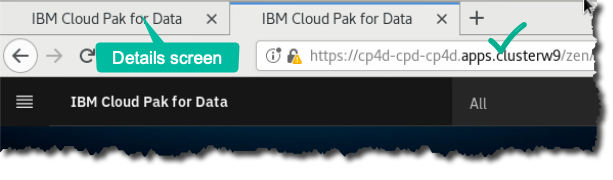 IBM Cloud Pak for Data
IBM Cloud Pak for Data
Details screen
https://cp4d-cpd-cp4d.apps.clusterw9/zen/
IBM Cloud Pak for Data
All